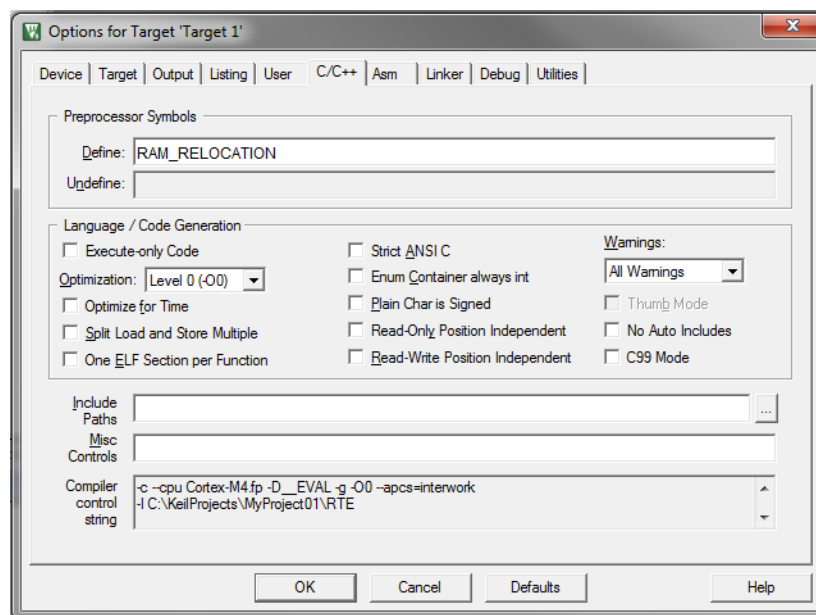 Options for Target 'Target 1'
Device Target Output Listing User C/C++ Asm Linker Debug Utilities
Preprocessor Symbols
Define: RAM_RELOCATION
Undefine:
Language / Code Generation
Execute-only Code
Strict ANSI C
Warnings:
Optimization: Level 0 (-O0)
Enum Container always int
All Warnings
Optimize for Time
Plain Char is Signed
Thumb Mode
Split Load and Store Multiple
Read-Only Position Independent
No Auto Includes
One ELF Section per Function
Read-Write Position Independent
C99 Mode
Include
Paths
...
Misc
Controls
Compiler
control
string
-c --cpu Cortex-M4.fp -D__EVAL -g -O0 --apcs=interwork
-I C:\KeilProjects\MyProject01\RTE
OK Cancel Defaults Help